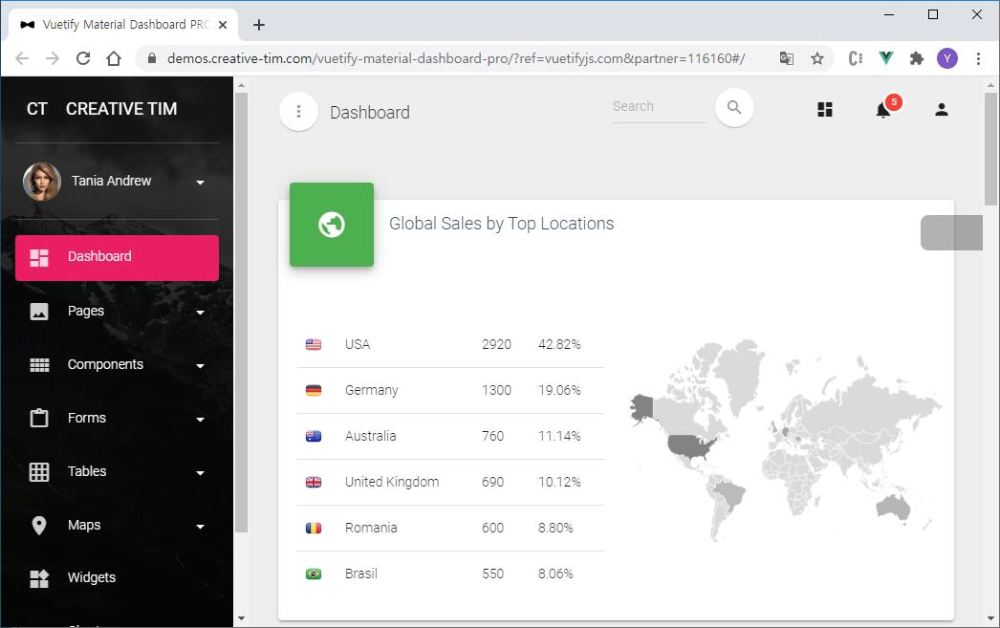 Vuetify Material Dashboard PRO
demos.creative-tim.com/vuetify-material-dashboard-pro/?ref=vuetifyjs.com&partner=116160#/
Y
CT CREATIVE TIM
Dashboard
Search
5
Tania Andrew
Global Sales by Top Locations
Dashboard
Pages
Components
Forms
Tables
Maps
Widgets
USA 2920 42.82%
Germany 1300 19.06%
Australia 760 11.14%
United Kingdom 690 10.12%
Romania 600 8.80%
Brasil 550 8.06%